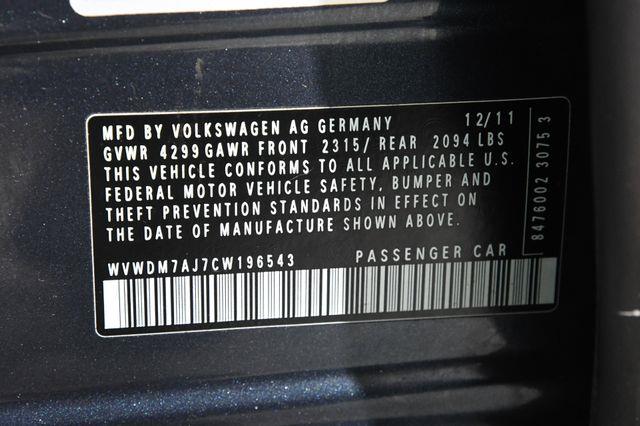 MFD BY VOLKSWAGEN AG GERMANY 12/11
GVWR 4299 GAWR FRONT 2315/ REAR 2094 LBS
THIS VEHICLE CONFORMS TO ALL APPLICABLE U.S.
FEDERAL MOTOR VEHICLE SAFETY, BUMPER AND
THEFT PREVENTION STANDARDS IN EFFECT ON
THE DATE OF MANUFACTURE SHOWN ABOVE.
WVWDM7AJ7CW196543 PASSENGER CAR
8476002 3075 3